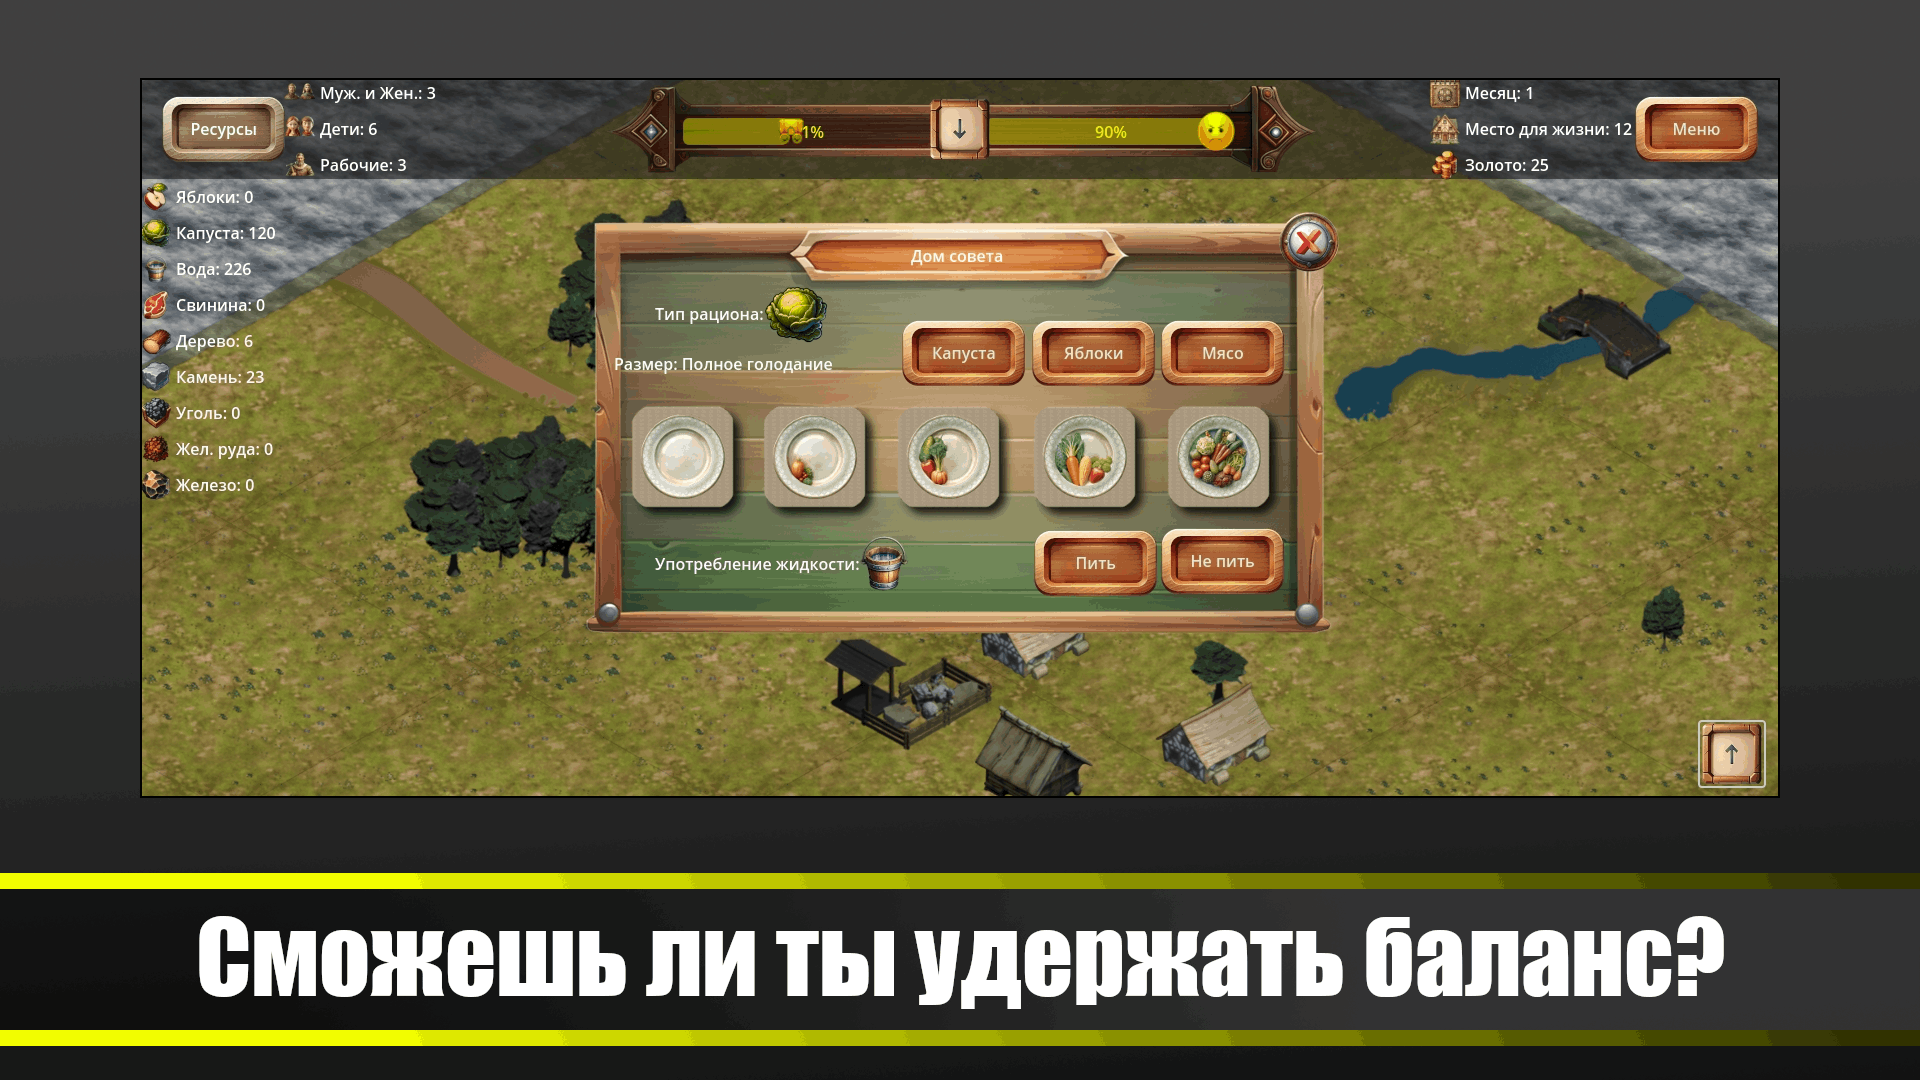 Ресурсы
Муж. и Жен.: 3
Дети: 6
Рабочие: 3
1%
90%
Месяц: 1
Место для жизни: 12
Золото: 25
Меню
Яблоки: 0
Капуста: 120
Вода: 226
Свинина: 0
Дерево: 6
Камень: 23
Уголь: 0
Жел. руда: 0
Железо: 0
Дом совета
Тип рациона:
Размер: Полное голодание
Капуста
Яблоки
Мясо
Употребление жидкости:
Пить
Не пить
Сможешь ли ты удержать баланс?